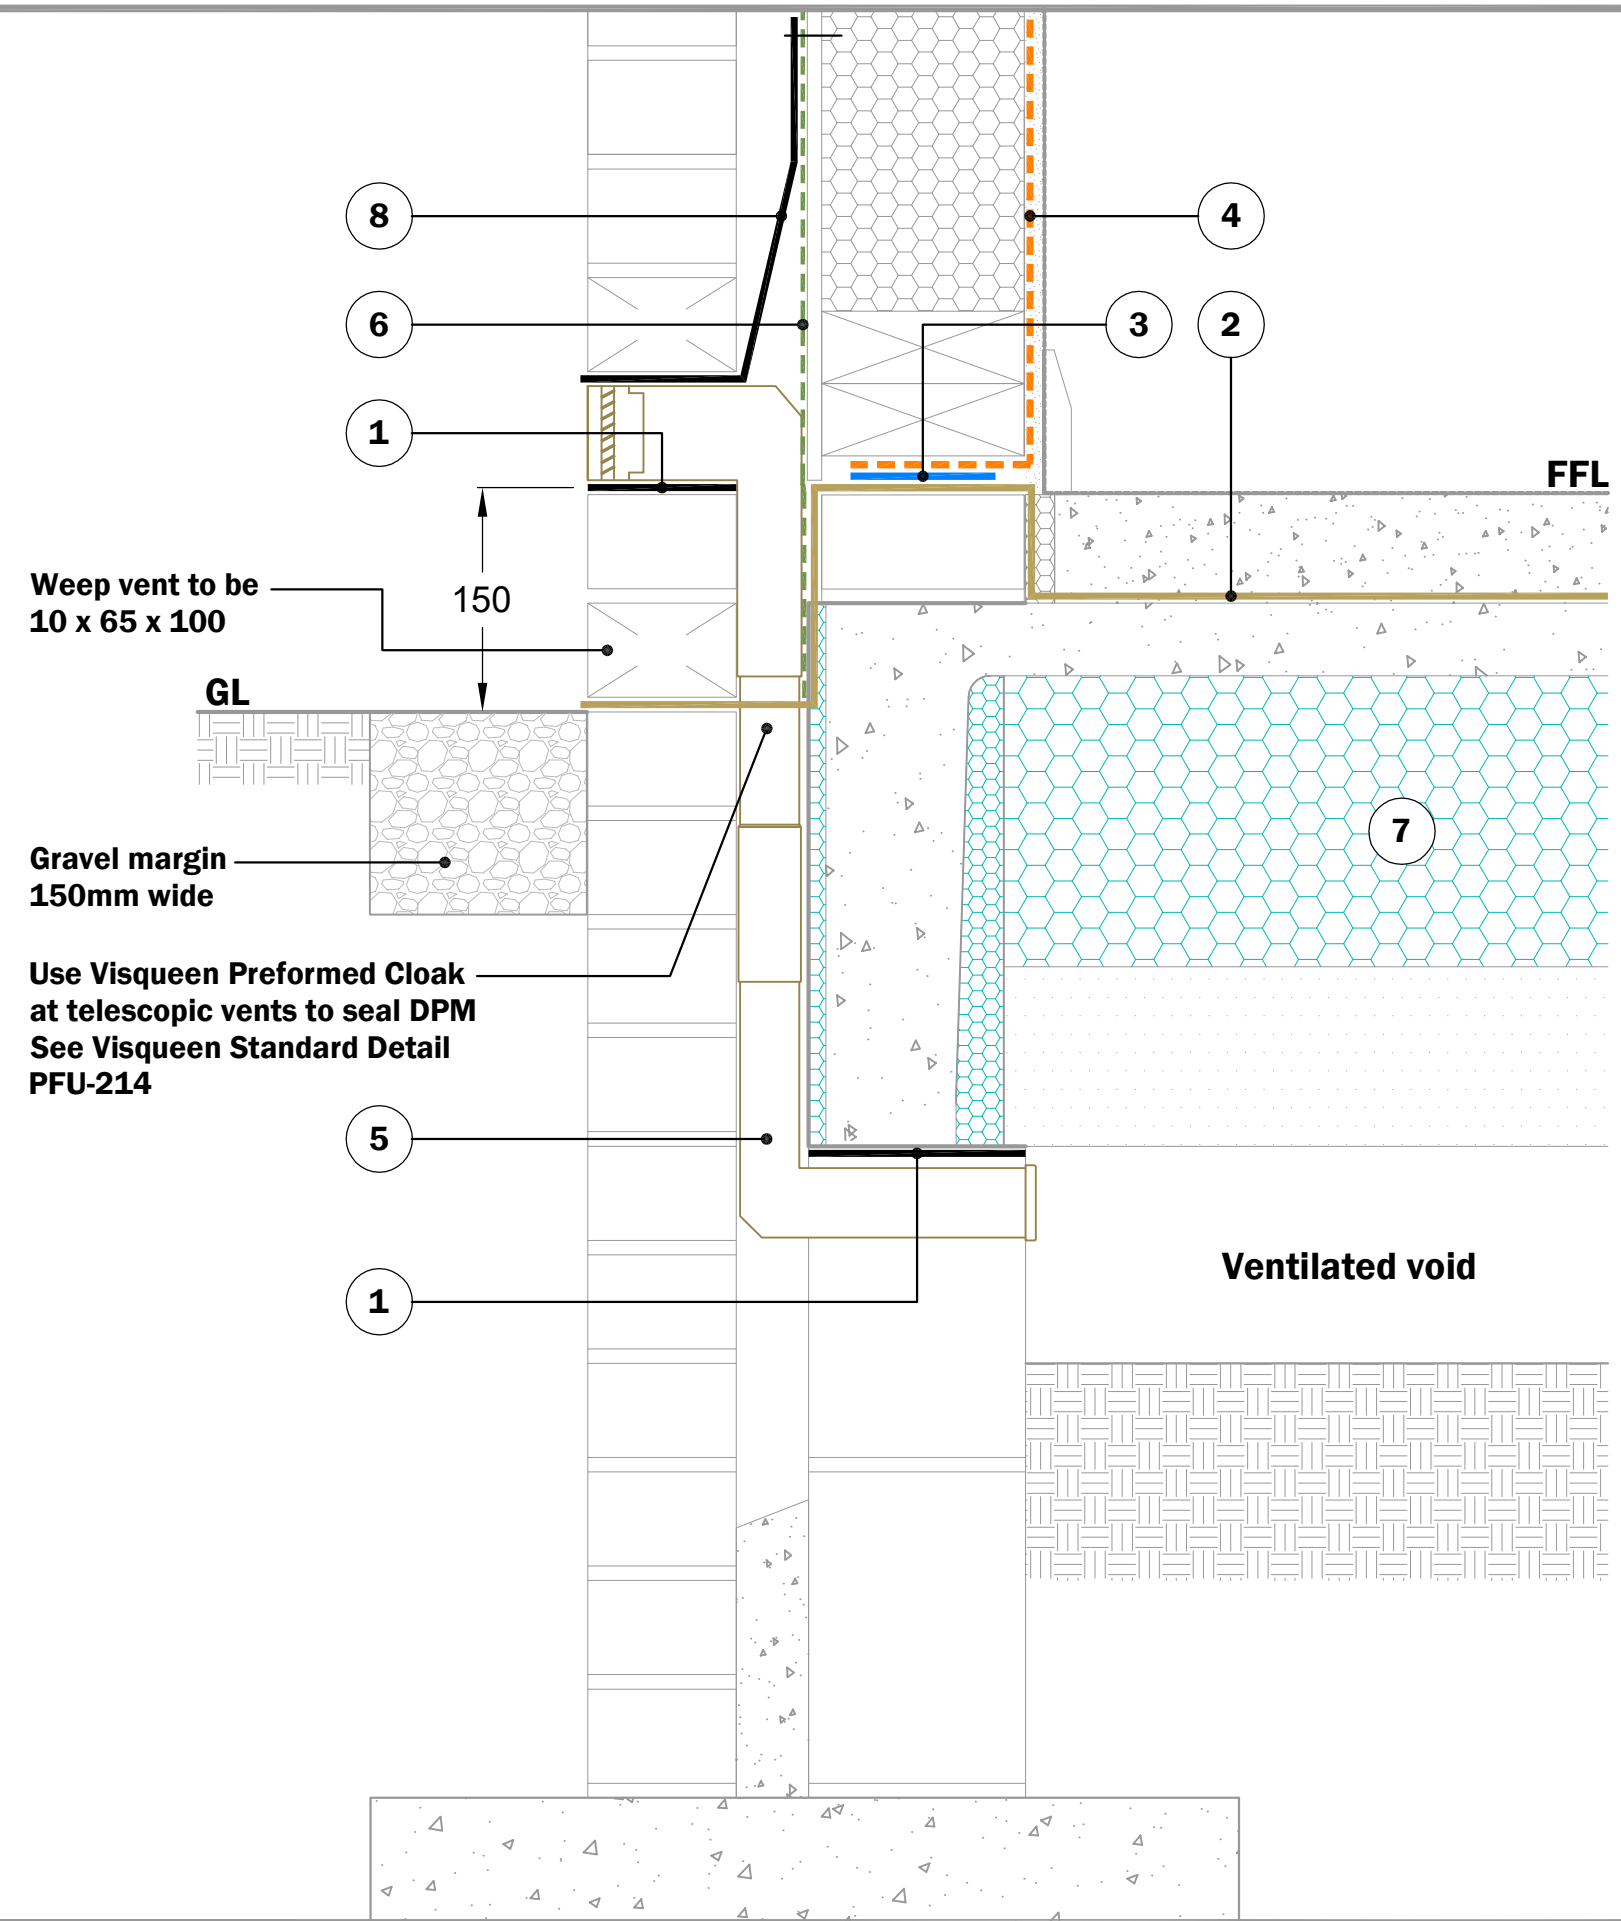 8
4
6
3
2
1
FFL
Weep vent to be
10 x 65 x 100
150
GL
7
Gravel margin
150mm wide
Use Visqueen Preformed Cloak
at telescopic vents to seal DPM
See Visqueen Standard Detail
PFU-214
5
Ventilated void
1